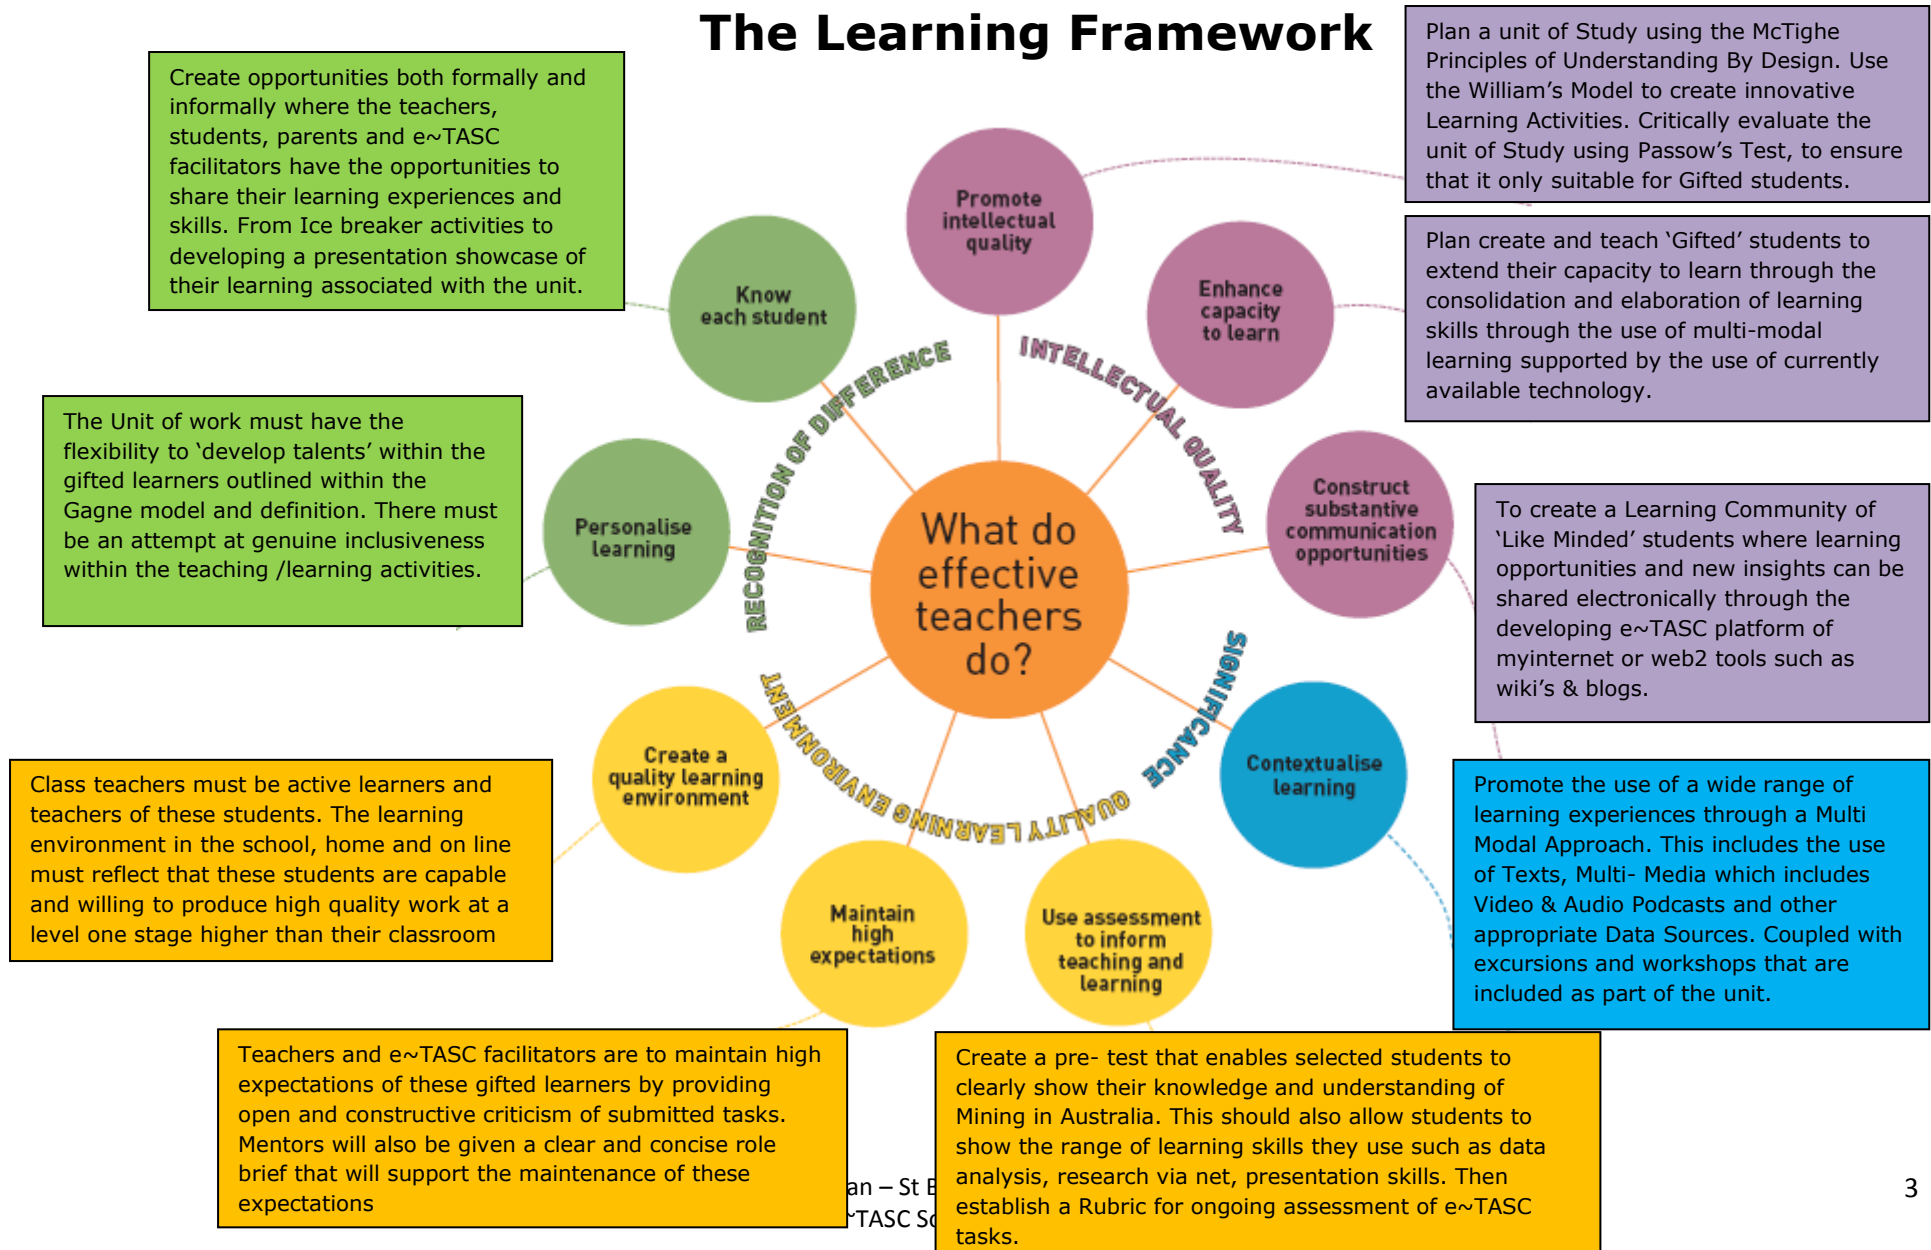 The Learning Framework
Create opportunities both formally and
informally where the teachers,
students, parents and e~TASC
facilitators have the opportunities to
share their learning experiences and
skills. From Ice breaker activities to
developing a presentation showcase of
their learning associated with the unit.
Plan a unit of Study using the McTighe
Principles of Understanding By Design. Use
the William’s Model to create innovative
Learning Activities. Critically evaluate the
unit of Study using Passow’s Test, to ensure
that it only suitable for Gifted students.
Plan create and teach ‘Gifted’ students to
extend their capacity to learn through the
consolidation and elaboration of learning
skills through the use of multi-modal
learning supported by the use of currently
available technology.
The Unit of work must have the
flexibility to ‘develop talents’ within the
gifted learners outlined within the
Gagne model and definition. There must
be an attempt at genuine inclusiveness
within the teaching /learning activities.
To create a Learning Community of
‘Like Minded’ students where learning
opportunities and new insights can be
shared electronically through the
developing e~TASC platform of
myinternet or web2 tools such as
wiki’s & blogs.
Promote
intellectual
quality
Enhance
capacity
to learn
Know
each student
Construct
substantive
communication
opportunities
Personalise
learning
RECOGNITION OF DIFFERENCE
INTELLECTUAL QUALITY
What do
effective
teachers
do?
SIGNIFICANCE
QUALITY LEARNING ENVIRONMENT
Create a
quality learning
environment
Contextualise
learning
Maintain
high
expectations
Use assessment
to inform
teaching and
learning
Class teachers must be active learners and
teachers of these students. The learning
environment in the school, home and on line
must reflect that these students are capable
and willing to produce high quality work at a
level one stage higher than their classroom
Promote the use of a wide range of
learning experiences through a Multi
Modal Approach. This includes the use
of Texts, Multi- Media which includes
Video & Audio Podcasts and other
appropriate Data Sources. Coupled with
excursions and workshops that are
included as part of the unit.
Teachers and e~TASC facilitators are to maintain high
expectations of these gifted learners by providing
open and constructive criticism of submitted tasks.
Mentors will also be given a clear and concise role
brief that will support the maintenance of these
expectations
Create a pre- test that enables selected students to
clearly show their knowledge and understanding of
Mining in Australia. This should also allow students to
show the range of learning skills they use such as data
analysis, research via net, presentation skills. Then
establish a Rubric for ongoing assessment of e~TASC
tasks.
an – St
TASC
3